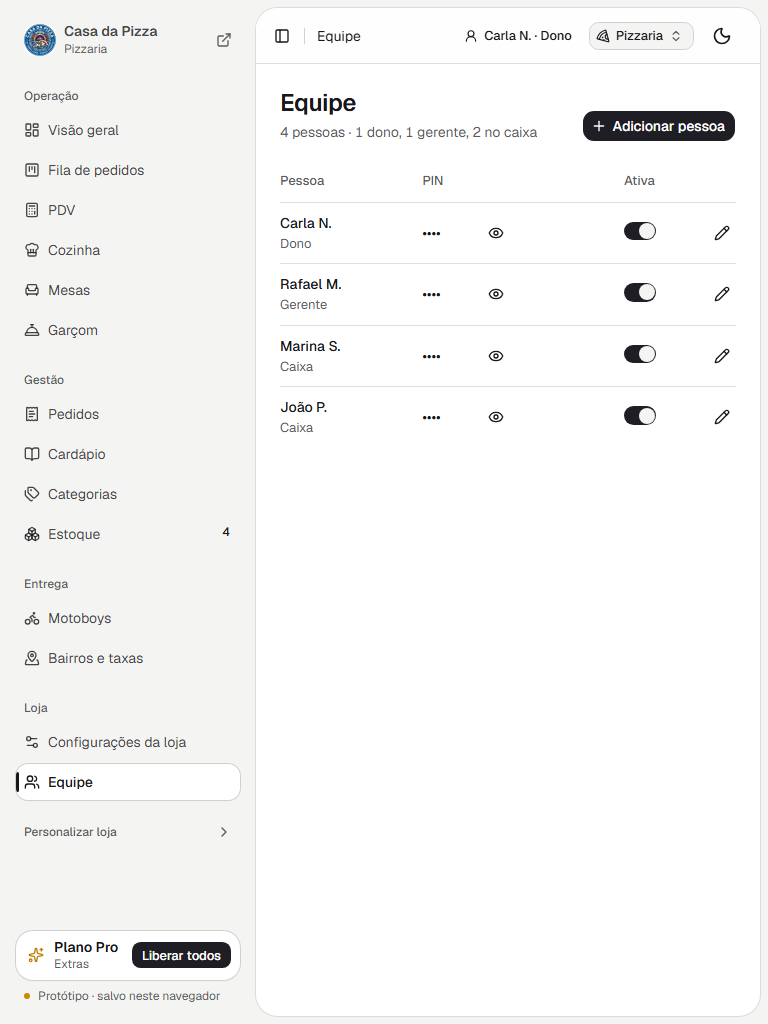 Casa da Pizza
Pizzaria
Operação
Visão geral
Fila de pedidos
PDV
Cozinha
Mesas
Garçom
Gestão
Pedidos
Cardápio
Categorias
Estoque 4
Entrega
Motoboys
Bairros e taxas
Loja
Configurações da loja
Equipe
Personalizar loja
Plano Pro
Extras
Liberar todos
Protótipo · salvo neste navegador
Equipe
Carla N. · Dono
Pizzaria
Equipe
4 pessoas · 1 dono, 1 gerente, 2 no caixa
Adicionar pessoa
Pessoa PIN Ativa
Carla N.
Dono
••••
Rafael M.
Gerente
••••
Marina S.
Caixa
••••
João P.
Caixa
••••